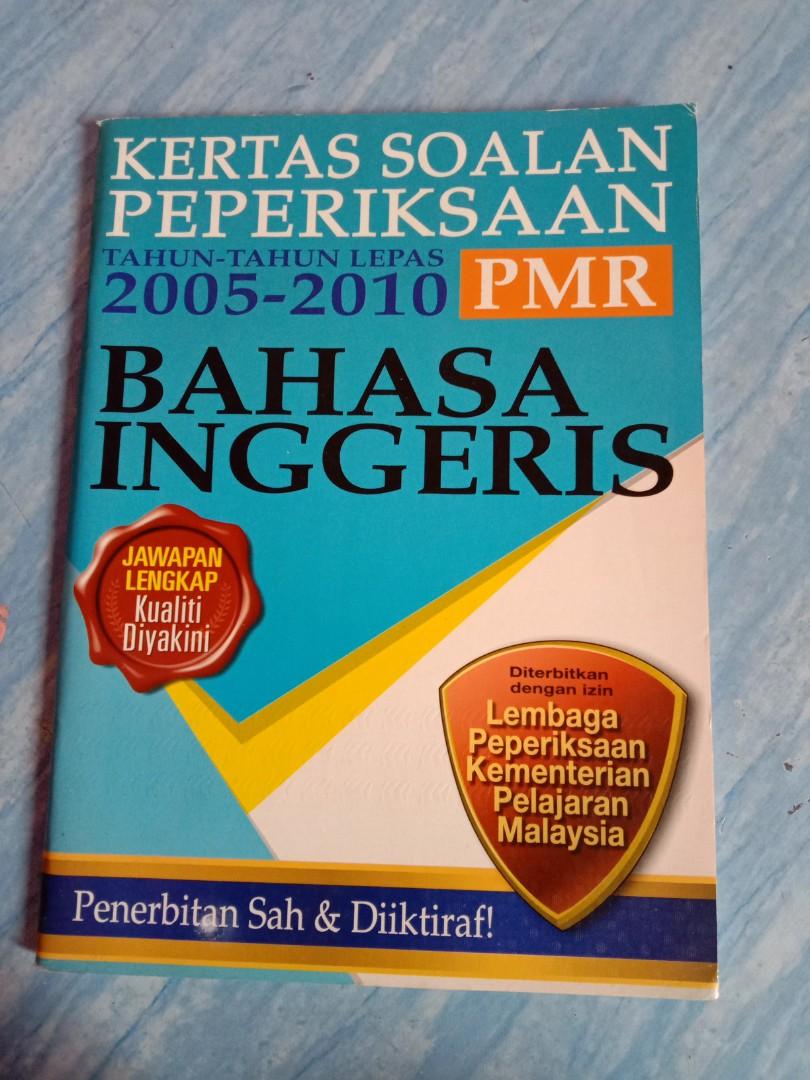 KERTAS SOALAN
PEPERIKSAAN
TAHUN-TAHUN LEPAS
2005-2010
PMR
BAHASA
INGGERIS
JAWAPAN
LENGKAP
Kualiti
Diyakini
Diterbitkan
dengan izin
Lembaga
Peperiksaan
Kementerian
Pelajaran
Malaysia
Penerbitan Sah & Diiktiraf!